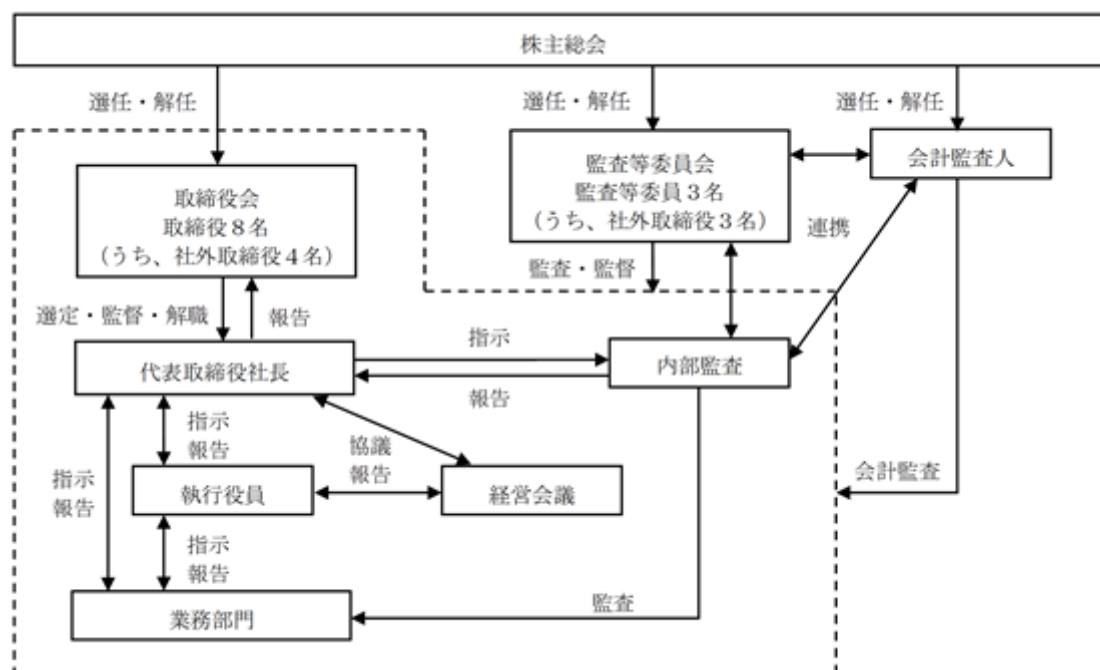 株主総会
選任・解任
選任・解任
選任・解任
取締役会
取締役８名
（うち、社外取締役４名）
監査等委員会
監査等委員３名
（うち、社外取締役３名）
会計監査人
連携
監査・監督
選定・監督・解職
報告
代表取締役社長
指示
報告
内部監査
指示
報告
協議
報告
指示
報告
執行役員
経営会議
会計監査
指示
報告
業務部門
監査